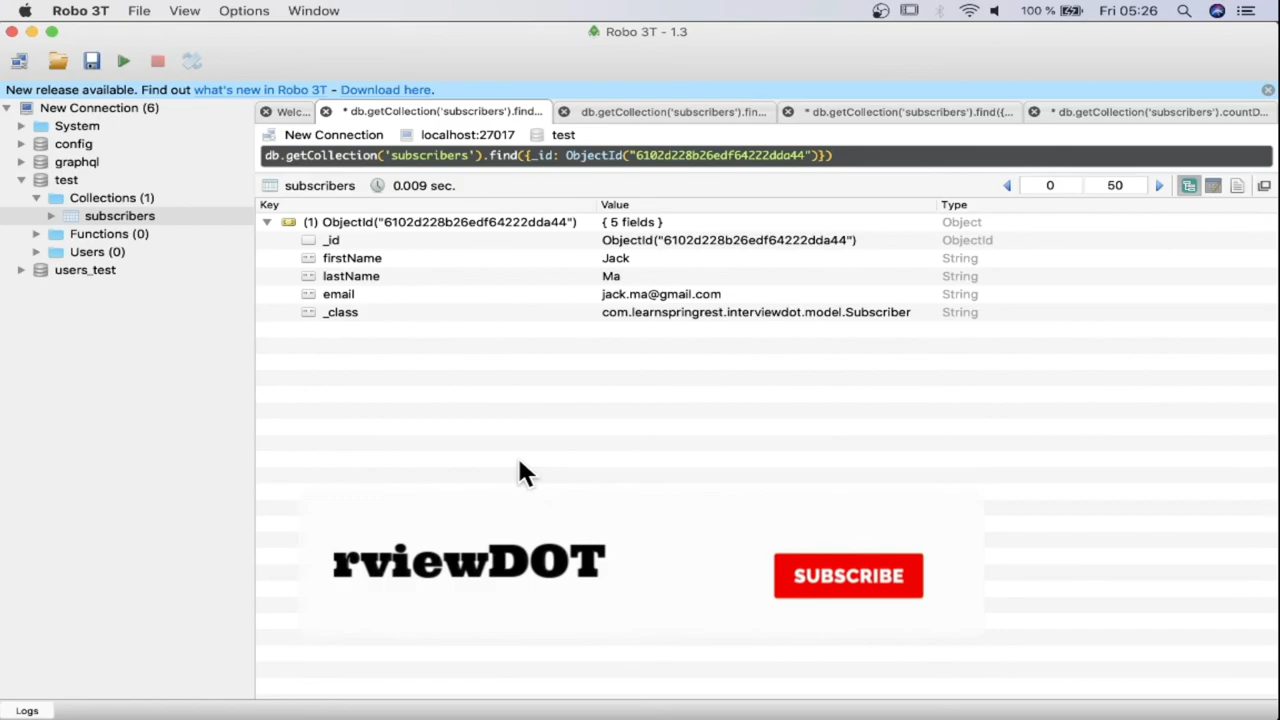 Robo 3T File View Options Window 100 % Fri 05:26
Robo 3T - 1.3
New release available. Find out what's new in Robo 3T - Download here.
New Connection (6)
System
config
graphql
test
Collections (1)
subscribers
Functions (0)
Users (0)
users_test
Welc... * db.getCollection('subscribers').find... db.getCollection('subscribers').fin... * db.getCollection('subscribers').find({... * db.getCollection('subscribers').countD...
New Connection localhost:27017 test
db.getCollection('subscribers').find({_id: ObjectId("6102d228b26edf64222dda44")})
subscribers 0.009 sec. 0 50
Key Value Type
(1) ObjectId("6102d228b26edf64222dda44") { 5 fields } Object
_id ObjectId("6102d228b26edf64222dda44") ObjectId
firstName Jack String
lastName Ma String
email jack.ma@gmail.com String
_class com.learnspringrest.interviewdot.model.Subscriber String
rviewDOT
SUBSCRIBE
Logs